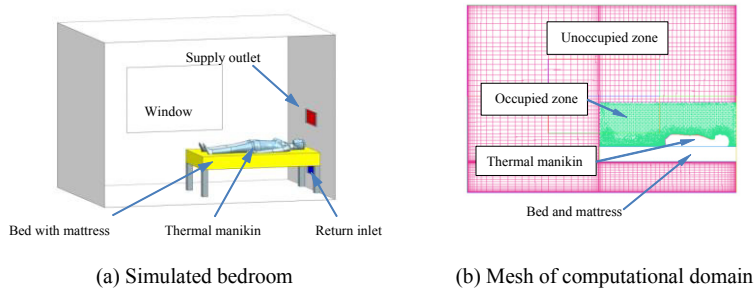 Supply outlet
Window
Bed with mattress
Thermal manikin
Return inlet
(a) Simulated bedroom
Unoccupied zone
Occupied zone
Thermal manikin
Bed and mattress
(b) Mesh of computational domain